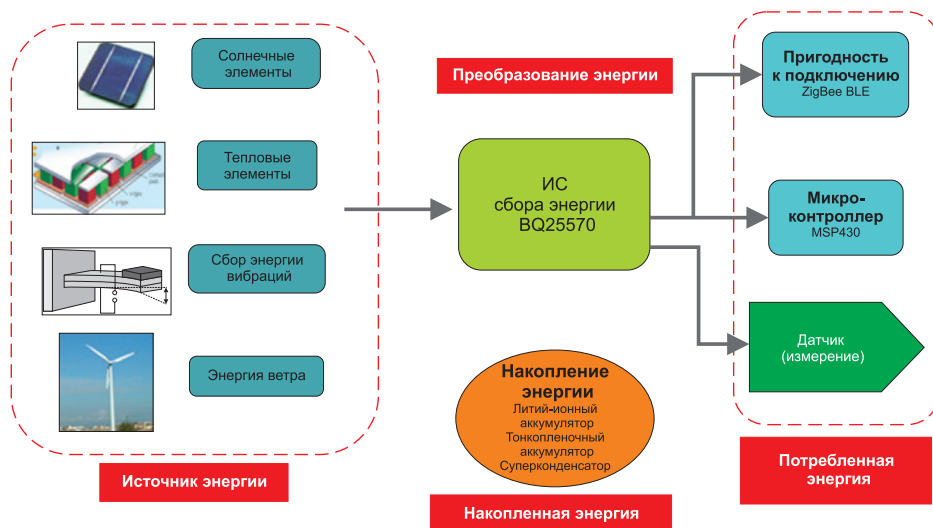 Солнечные
элементы
Тепловые
элементы
Сбор энергии
вибраций
Энергия ветра
Источник энергии
Преобразование энергии
ИС
сбора энергии
BQ25570
Накопление
энергии
Литий-ионный
аккумулятор
Тонкопленочный
аккумулятор
Суперконденсатор
Накопленная энергия
Пригодность
к подключению
ZigBee BLE
Микро-
контроллер
MSP430
Датчик
(измерение)
Потребленная
энергия